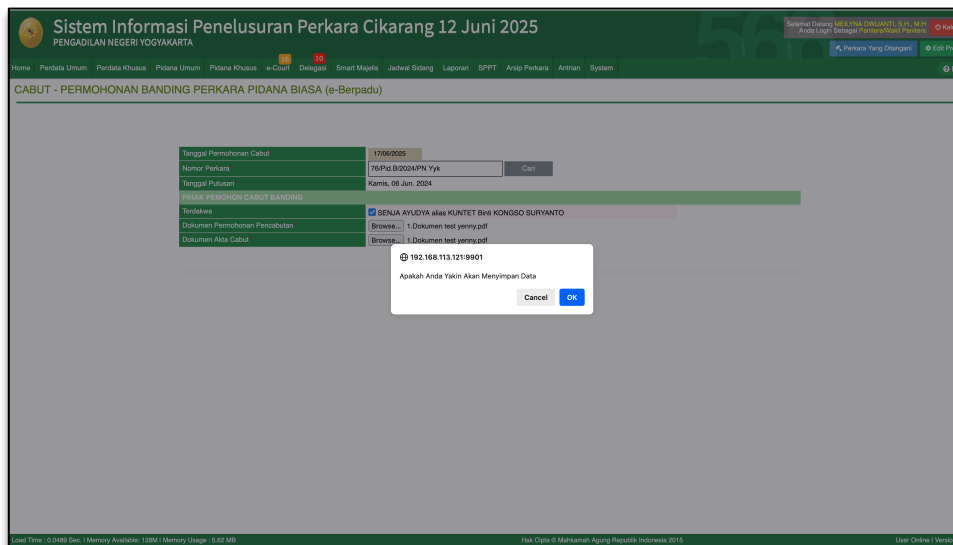 Sistem Informasi Penelusuran Perkara Cikarang 12 Juni 2025
PENGADILAN NEGERI YOGYAKARTA
Selamat Datang MEILYNA DWIJANTI, S.H., M.H
Anda Login Sebagai Panitera/Wakil Panitera
Perkara Yang Ditangani
Edit
16 10
Home Perdata Umum Perdata Khusus Pidana Umum Pidana Khusus e-Court Delegasi Smart Majelis Jadwal Sidang Laporan SPPT Arsip Perkara Antrian System
CABUT - PERMOHONAN BANDING PERKARA PIDANA BIASA (e-Berpadu)
Tanggal Permohonan Cabut 17/06/2025
Nomor Perkara 76/Pid.B/2024/PN Yyk Cari
Tanggal Putusan Kamis, 06 Jun. 2024
PIHAK PEMOHON CABUT BANDING
Terdakwa SENJA AYUDYA alias KUNTET Binti KONGSO SURYANTO
Dokumen Permohonan Pencabutan Browse... 1.Dokumen test yenny.pdf
Dokumen Akta Cabut Browse... 1.Dokumen test yenny.pdf
192.168.113.121:9901
Apakah Anda Yakin Akan Menyimpan Data
Cancel OK
Load Time : 0.0489 Sec. | Memory Available: 128M | Memory Usage : 5.62 MB Hak Cipta © Mahkamah Agung Republik Indonesia 2015 User Online | Versi